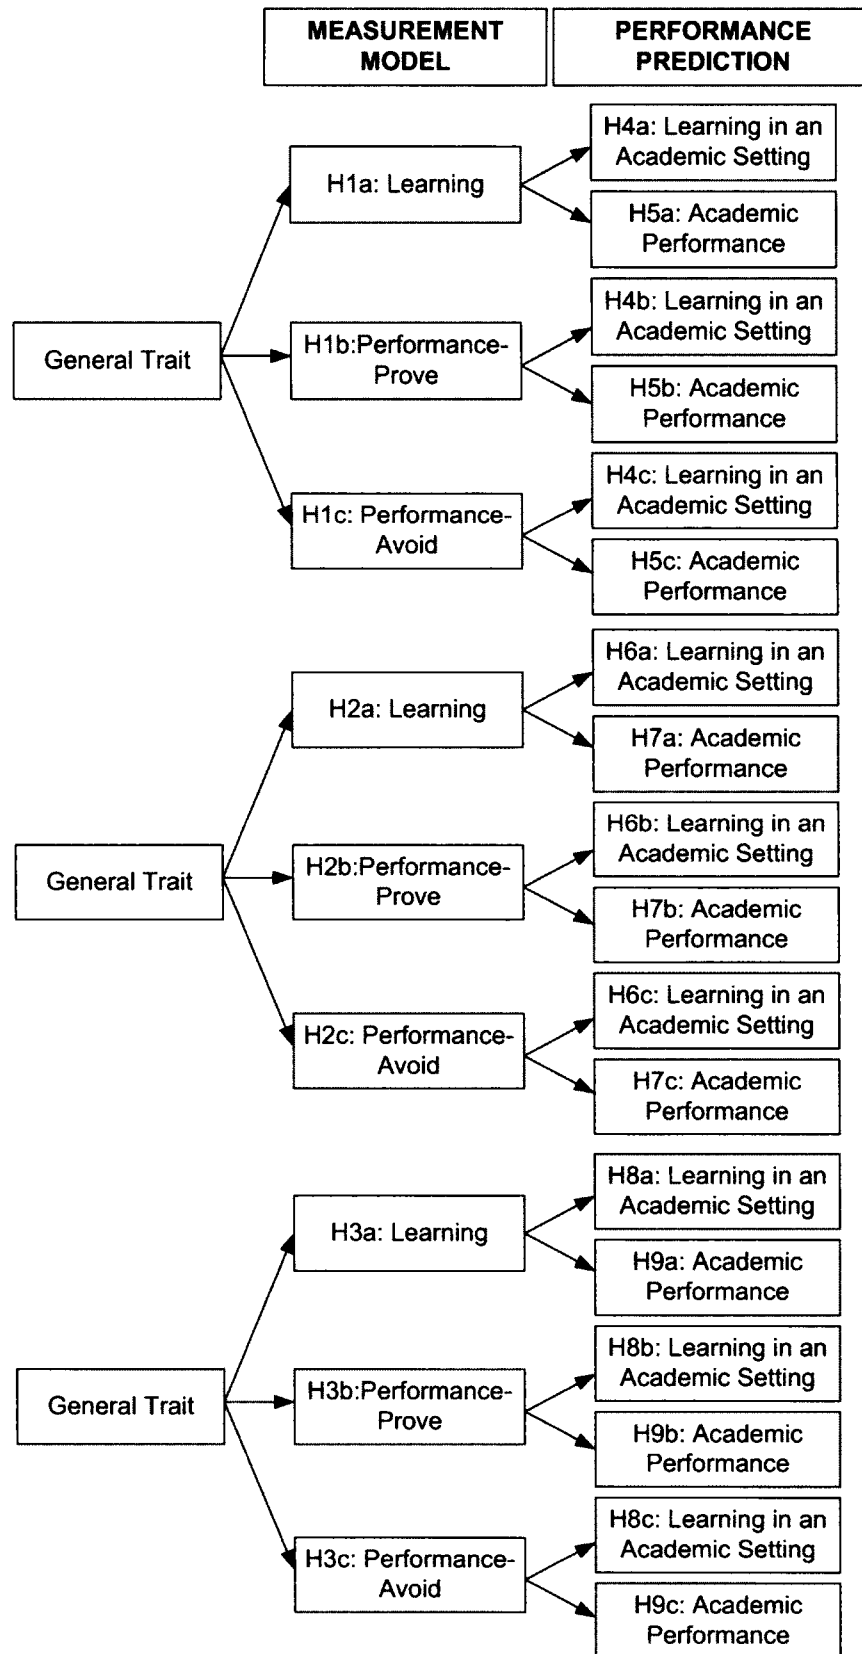 MEASUREMENT
MODEL
PERFORMANCE
PREDICTION
General Trait
H1a: Learning
H4a: Learning in an
Academic Setting
H5a: Academic
Performance
H1b:Performance-
Prove
H4b: Learning in an
Academic Setting
H5b: Academic
Performance
H1c: Performance-
Avoid
H4c: Learning in an
Academic Setting
H5c: Academic
Performance
General Trait
H2a: Learning
H6a: Learning in an
Academic Setting
H7a: Academic
Performance
H2b:Performance-
Prove
H6b: Learning in an
Academic Setting
H7b: Academic
Performance
H2c: Performance-
Avoid
H6c: Learning in an
Academic Setting
H7c: Academic
Performance
General Trait
H3a: Learning
H8a: Learning in an
Academic Setting
H9a: Academic
Performance
H3b:Performance-
Prove
H8b: Learning in an
Academic Setting
H9b: Academic
Performance
H3c: Performance-
Avoid
H8c: Learning in an
Academic Setting
H9c: Academic
Performance